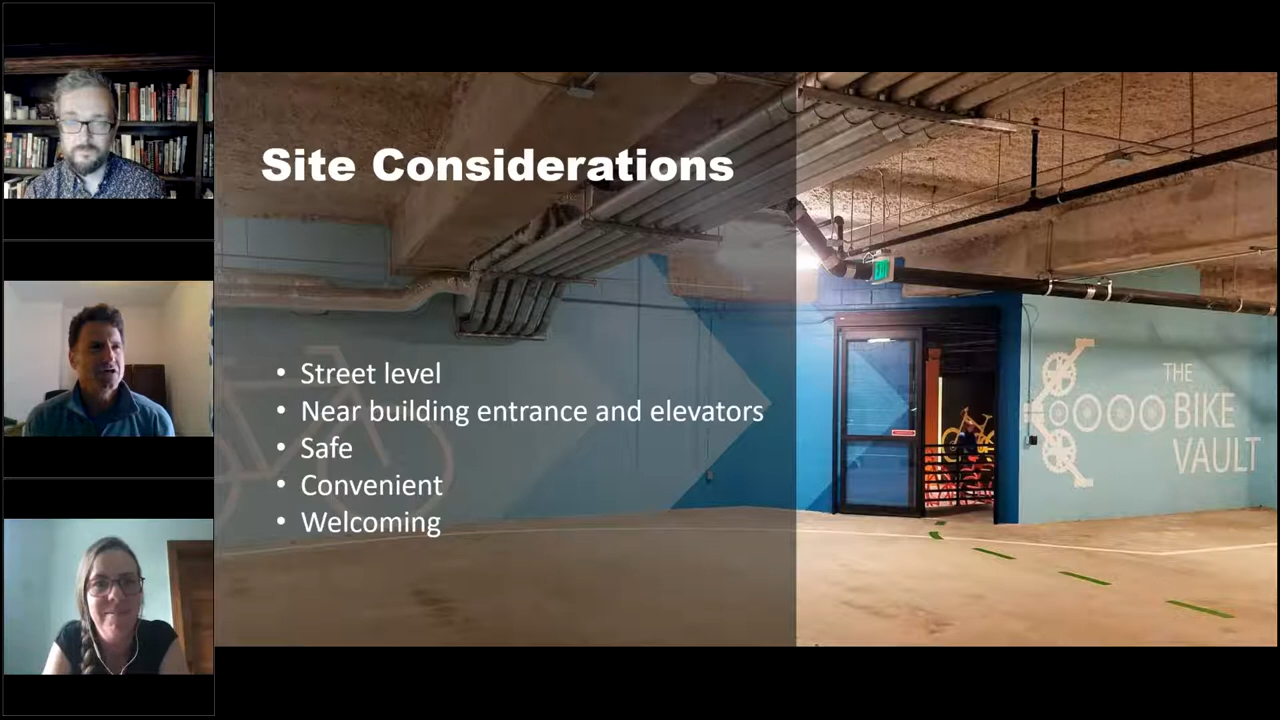 Site Considerations
• Street level
• Near building entrance and elevators
• Safe
• Convenient
• Welcoming
THE
BIKE
VAULT